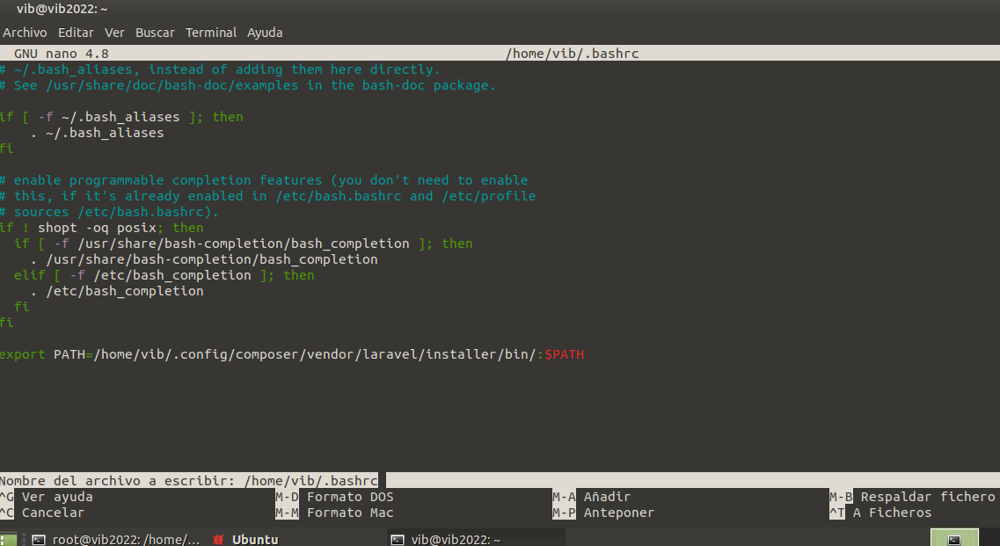 vib@vib2022: ~
Archivo Editar Ver Buscar Terminal Ayuda
GNU nano 4.8 /home/vib/.bashrc
# ~/.bash_aliases, instead of adding them here directly.
# See /usr/share/doc/bash-doc/examples in the bash-doc package.
if [ -f ~/.bash_aliases ]; then
. ~/.bash_aliases
fi
# enable programmable completion features (you don't need to enable
# this, if it's already enabled in /etc/bash.bashrc and /etc/profile
# sources /etc/bash.bashrc).
if ! shopt -oq posix; then
if [ -f /usr/share/bash-completion/bash_completion ]; then
. /usr/share/bash-completion/bash_completion
elif [ -f /etc/bash_completion ]; then
. /etc/bash_completion
fi
fi
export PATH=/home/vib/.config/composer/vendor/laravel/installer/bin/:$PATH
Nombre del archivo a escribir: /home/vib/.bashrc
^G Ver ayuda M-D Formato DOS M-A Añadir M-B Respaldar fichero
^C Cancelar M-M Formato Mac M-P Anteponer ^T A Ficheros
root@vib2022: /home/... Ubuntu vib@vib2022: ~